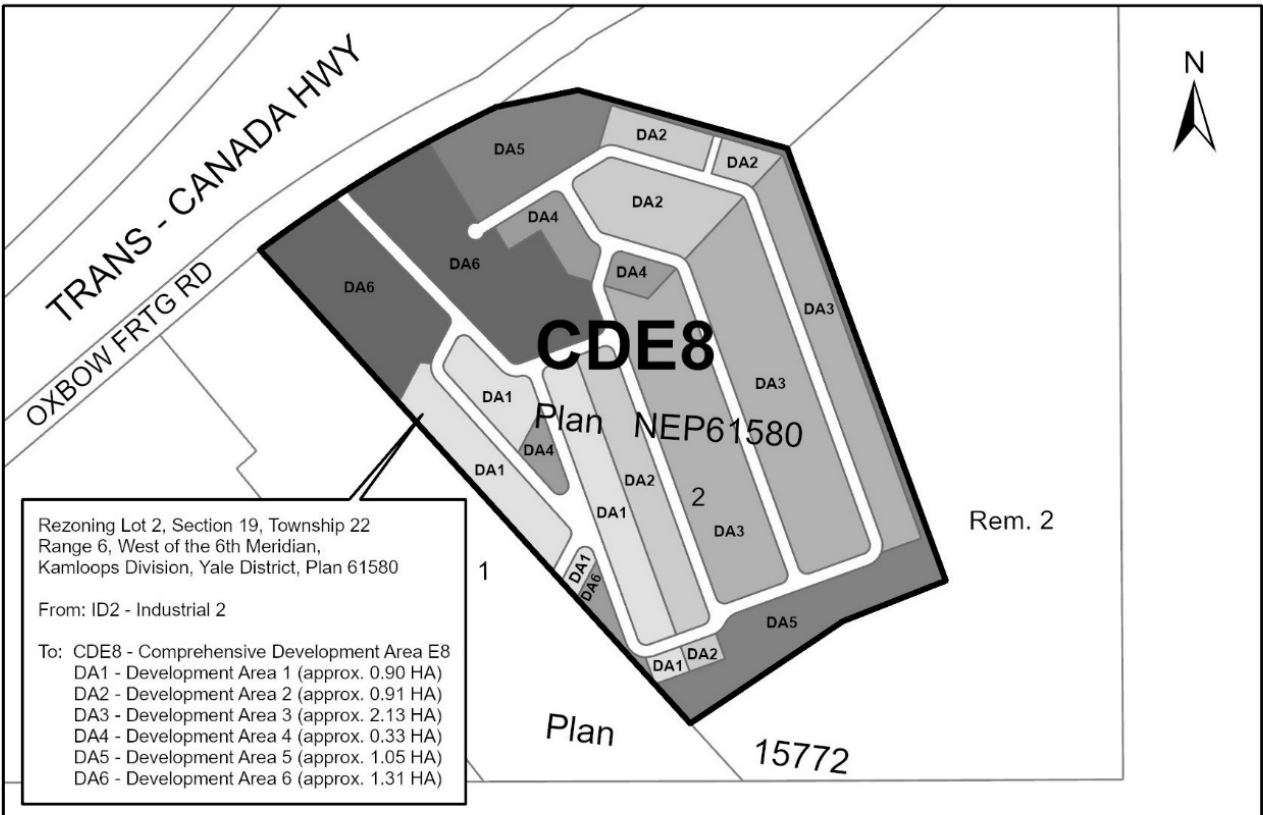 N
TRANS - CANADA HWY
OXBOW FRTG RD
DA5
DA2
DA2
DA2
DA4
DA6
DA4
DA6
DA3
CDE8
DA3
DA1
Plan NEP61580
DA4
DA1
DA2
2
DA1
DA3
Rem. 2
1
DA1
DA6
DA5
DA1
DA2
Plan
15772
Rezoning Lot 2, Section 19, Township 22
Range 6, West of the 6th Meridian,
Kamloops Division, Yale District, Plan 61580
From: ID2 - Industrial 2
To: CDE8 - Comprehensive Development Area E8
DA1 - Development Area 1 (approx. 0.90 HA)
DA2 - Development Area 2 (approx. 0.91 HA)
DA3 - Development Area 3 (approx. 2.13 HA)
DA4 - Development Area 4 (approx. 0.33 HA)
DA5 - Development Area 5 (approx. 1.05 HA)
DA6 - Development Area 6 (approx. 1.31 HA)